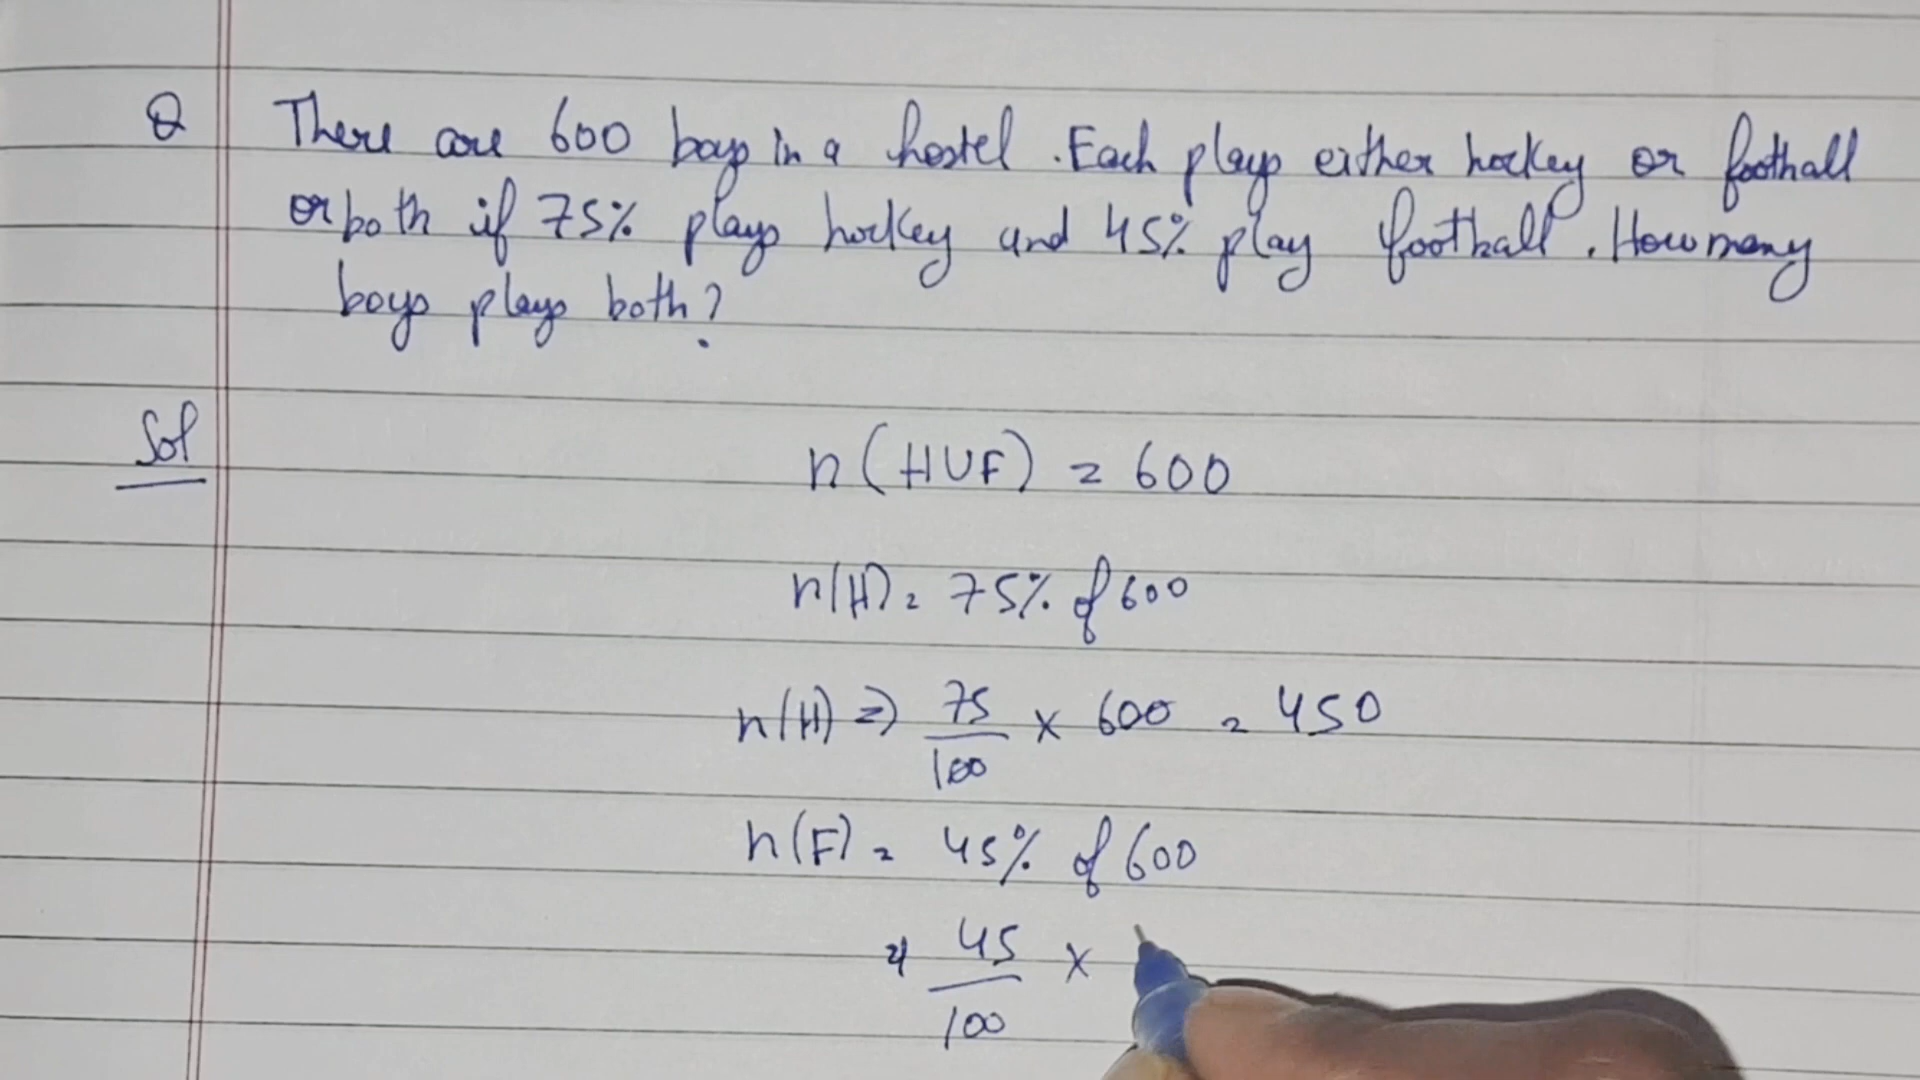 Q There are 600 boys in a hostel. Each plays either hockey or football
or both if 75% plays hockey and 45% play football. How many
boys plays both?
Sol
n(HUF) = 600
n(H) = 75% of 600
n(H) => 75/100 × 600 = 450
n(F) = 45% of 600
45/100 ×